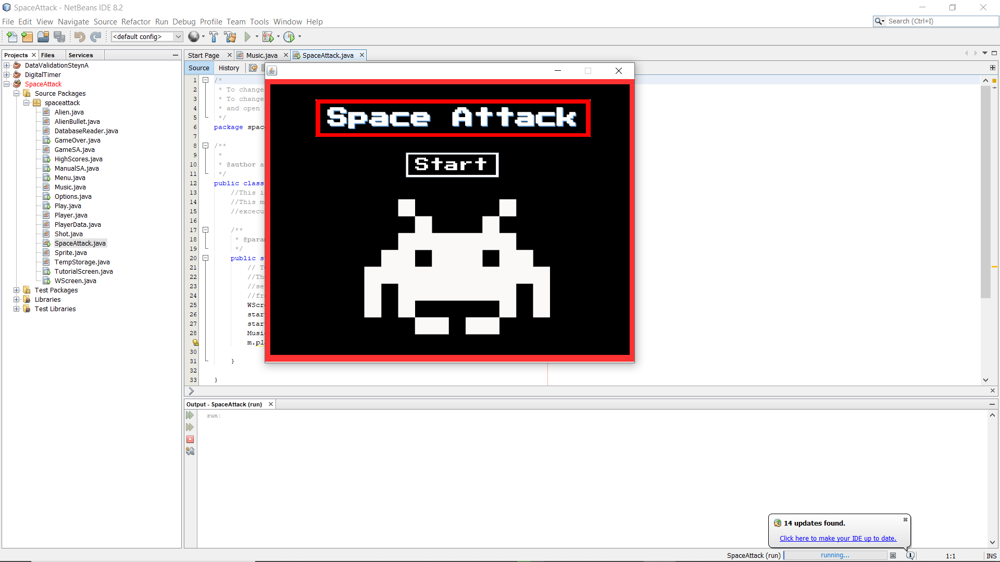 SpaceAttack - NetBeans IDE 8.2
File Edit View Navigate Source Refactor Run Debug Profile Team Tools Window Help
Search (Ctrl+I)
<default config>
Projects Files Services
Start Page Music.java SpaceAttack.java
Source History
DataValidationSteynA
DigitalTimer
SpaceAttack
Source Packages
spaceattack
Alien.java
AlienBullet.java
DatabaseReader.java
GameOver.java
GameSA.java
HighScores.java
ManualSA.java
Menu.java
Music.java
Options.java
Play.java
Player.java
PlayerData.java
Shot.java
SpaceAttack.java
Sprite.java
TempStorage.java
TutorialScreen.java
WScreen.java
Test Packages
Libraries
Test Libraries
1 /*
2 * To change
3 * To change
4 * and open
5 */
6 package spac
7
8 /**
9 *
10 * @author a
11 */
12 public class
13 //This i
14 //This m
15 //excecu
16
17 /**
18 * @para
19 */
20 public s
21 // T
22 //Th
23 //se
24 //fr
25 WScr
26 star
27 star
28 Musi
m.pl
30
31 }
32
33 }
Space Attack
Start
Output - SpaceAttack (run)
run:
14 updates found.
Click here to make your IDE up to date.
SpaceAttack (run) running... 1 1:1 INS